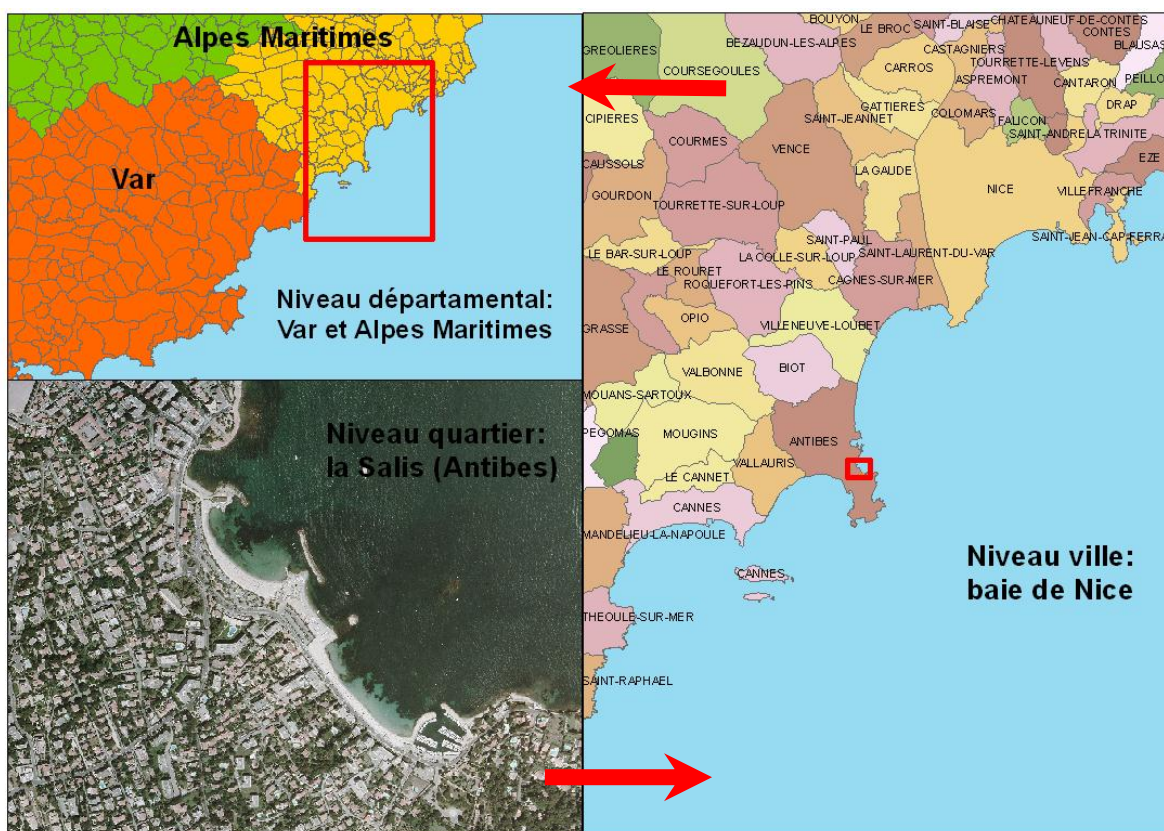 Alpes Maritimes
Var
Niveau départamental:
Var et Alpes Maritimes
Niveau quartier:
la Salis (Antibes)
BOUYON
SAINT-BLAISE
CHATEAUNEUF-DE-CONTES
LE BROC
CONTES
GREOLIERES
BEZAUDUN-LES-ALPES
CASTAGNIERS
BLAUSAS
COURSEGOULES
CARROS
TOURRETTE-LEVENS
ASPREMONT
CANTARON
PEILLO
GATTIERES
DRAP
CIPIERES
SAINT-JEANNET
COLOMARS
FALICON
SAINT-ANDRE
LA TRINITE
COURMES
VENCE
CAUSSOLS
LA GAUDE
EZE
GOURDON
NICE
VILLEFRANCHE
TOURRETTE-SUR-LOUP
SAINT-PAUL
SAINT-JEAN-CAP-FERRA
LE BAR-SUR-LOUP
LA COLLE-SUR-LOUP
SAINT-LAURENT-DU-VAR
LE ROURET
ROQUEFORT-LES-PINS
CAGNES-SUR-MER
OPIO
GRASSE
VILLENEUVE-LOUBET
VALBONNE
BIOT
MOUANS-SARTOUX
PEGOMAS
MOUGINS
ANTIBES
VALLAURIS
LE CANNET
CANNES
MANDELIEU-LA-NAPOULE
CANNES
THEOULE-SUR-MER
SAINT-RAPHAEL
Niveau ville:
baie de Nice